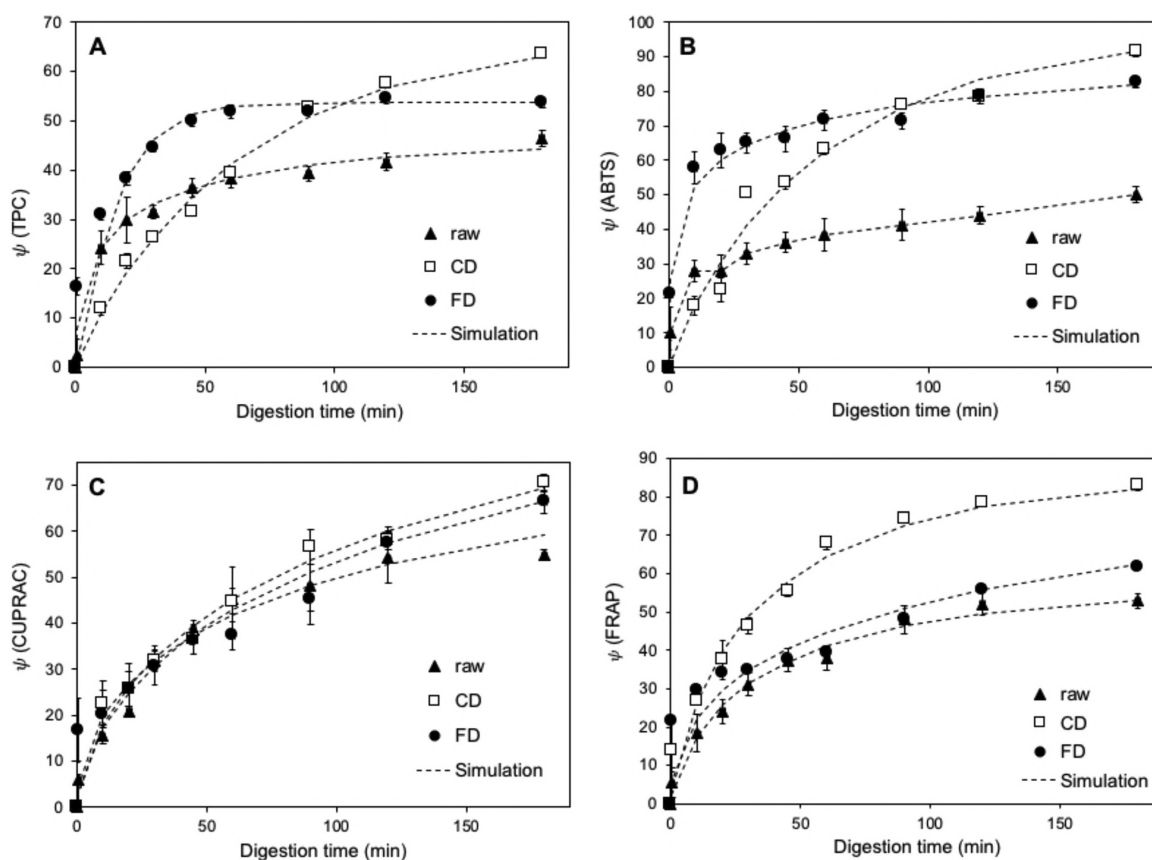 A
ψ (TPC)
70
60
50
40
30
20
10
0
0 50 100 150
Digestion time (min)
raw
CD
FD
Simulation
B
ψ (ABTS)
100
90
80
70
60
50
40
30
20
10
0
0 50 100 150
Digestion time (min)
raw
CD
FD
Simulation
C
ψ (CUPRAC)
70
60
50
40
30
20
10
0
0 50 100 150
Digestion time (min)
raw
CD
FD
Simulation
D
ψ (FRAP)
90
80
70
60
50
40
30
20
10
0
0 50 100 150
Digestion time (min)
raw
CD
FD
Simulation